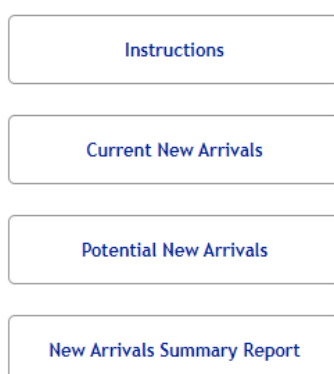 Instructions
Current New Arrivals
Potential New Arrivals
New Arrivals Summary Report